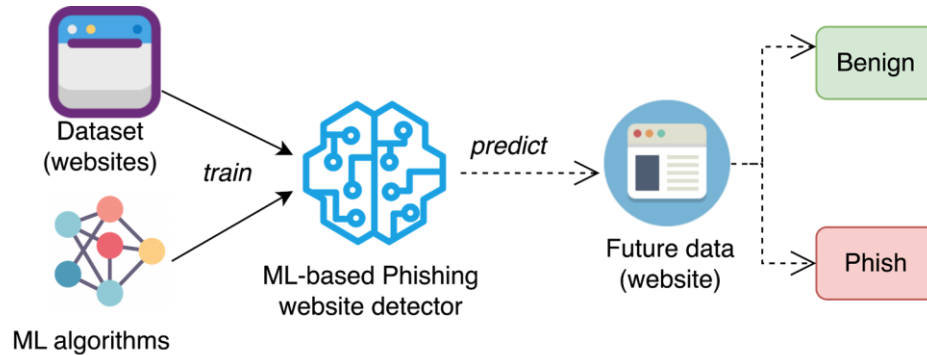 Dataset
(websites)
train
ML algorithms
ML-based Phishing
website detector
predict
Future data
(website)
Benign
Phish